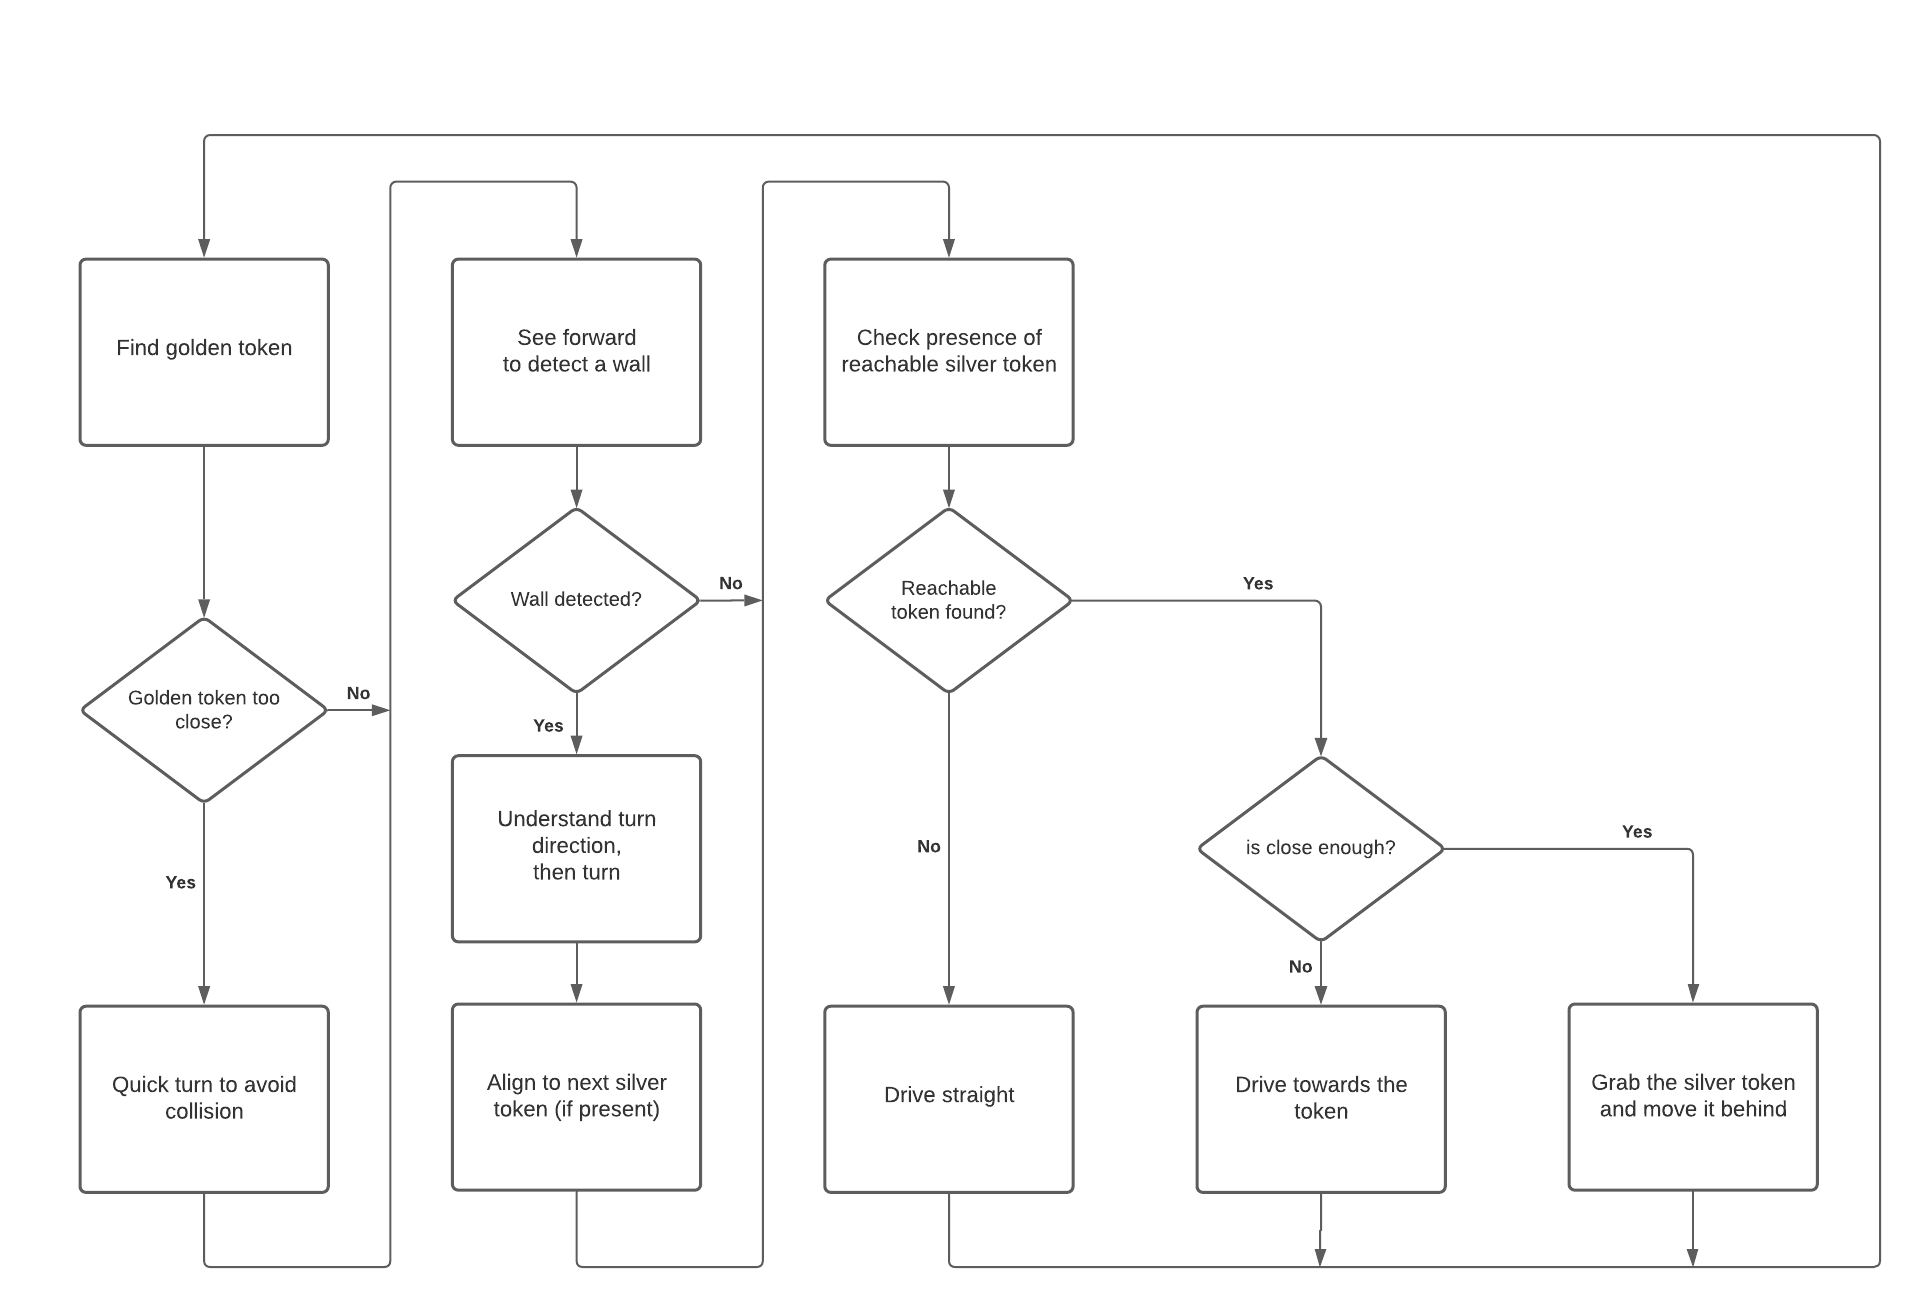 Find golden token
See forward
to detect a wall
Check presence of
reachable silver token
Golden token too
close?
No
Yes
Quick turn to avoid
collision
Wall detected?
No
Yes
Understand turn
direction,
then turn
Align to next silver
token (if present)
Reachable
token found?
Yes
No
Drive straight
is close enough?
Yes
No
Drive towards the
token
Grab the silver token
and move it behind